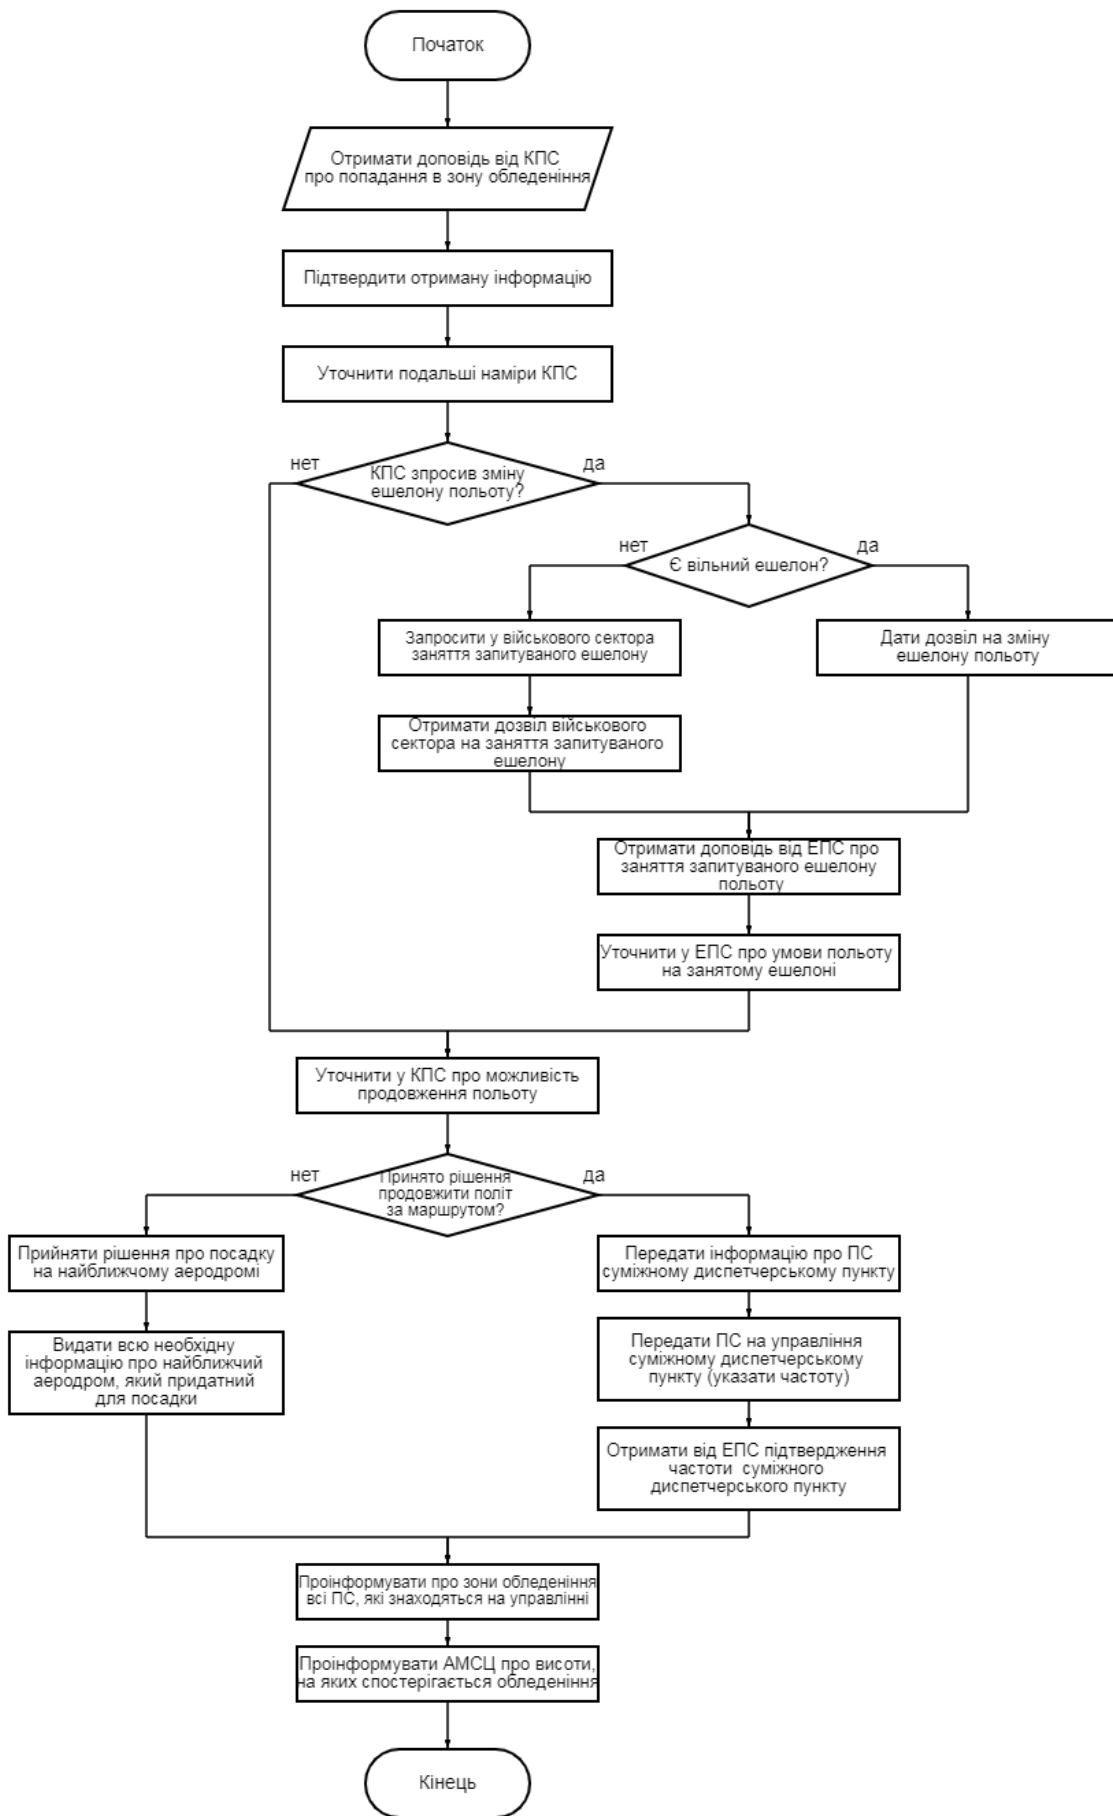 Початок
Отримати доповідь від КПС
про попадання в зону обледеніння
Підтвердити отриману інформацію
Уточнити подальші наміри КПС
нет
да
КПС зпросив зміну
ешелону польоту?
нет
да
Є вільний ешелон?
Запросити у військового сектора
заняття запитуваного ешелону
Дати дозвіл на зміну
ешелону польоту
Отримати дозвіл військового
сектора на заняття запитуваного
ешелону
Отримати доповідь від ЕПС про
заняття запитуваного ешелону
польоту
Уточнити у ЕПС про умови польоту
на занятому ешелоні
Уточнити у КПС про можливість
продовження польоту
нет
да
Принято рішення
продовжити політ
за маршрутом?
Прийняти рішення про посадку
на найближчому аеродромі
Передати інформацію про ПС
суміжному диспетчерському пункту
Видати всю необхідну
інформацію про найближчий
аеродром, який придатний
для посадки
Передати ПС на управління
суміжному диспетчерському
пункту (указати частоту)
Отримати від ЕПС підтвердження
частоти суміжного
диспетчерського пункту
Проінформувати про зони обледеніння
всі ПС, які знаходяться на управлінні
Проінформувати АМСЦ про висоти,
на яких спостерігається обледеніння
Кінець